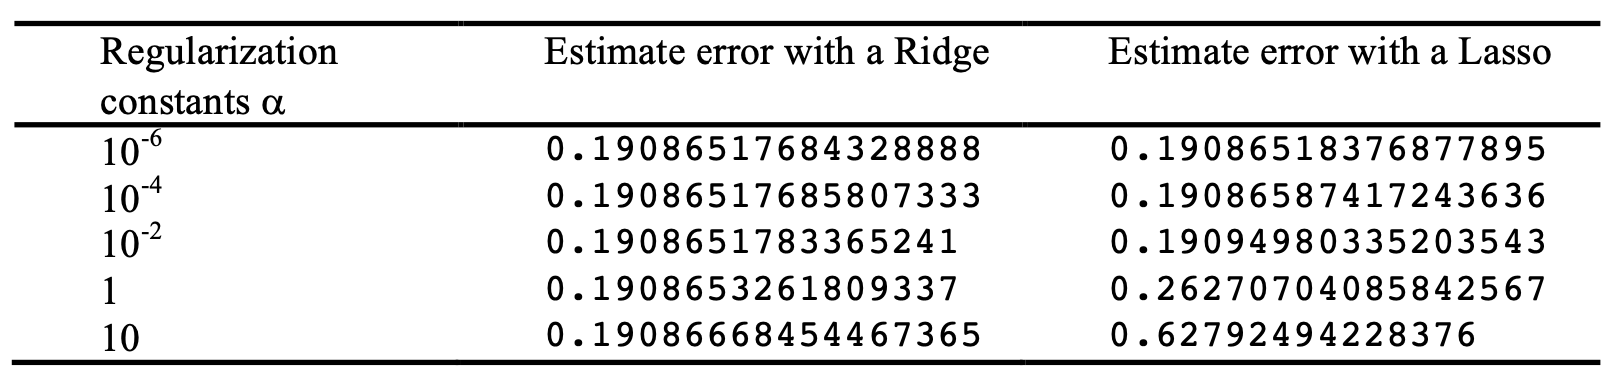 Regularization constants α Estimate error with a Ridge Estimate error with a Lasso
10-6 0.19086517684328888 0.19086518376877895
10-4 0.19086517685807333 0.19086587417243636
10-2 0.1908651783365241 0.19094980335203543
1 0.1908653261809337 0.26270704085842567
10 0.19086668454467365 0.62792494228376